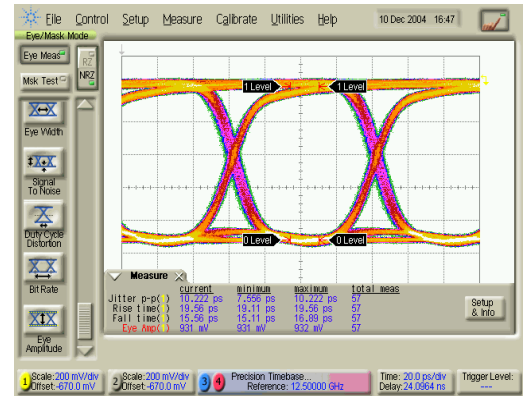 File Control Setup Measure Calibrate Utilities Help 10 Dec 2004 16:47
Eye/Mask Mode
Eye Meas
RZ
Msk Test
NRZ
Eye Width
Signal
To Noise
Duty Cycle
Distortion
Bit Rate
Eye
Amplitude
1 Level 1 Level
0 Level 0 Level
Measure
current minimum maximum total meas
Jitter p-p( ) 10.222 ps 7.556 ps 10.222 ps 57
Rise time( ) 19.56 ps 19.11 ps 19.56 ps 57
Fall time( ) 15.56 ps 15.11 ps 16.89 ps 57
Eye Amp( ) 931 mV 931 mV 932 mV 57
Setup
& Info
1 Scale:200 mV/div
Offset:-670.0 mV
2 Scale:200 mV/div
Offset:-670.0 mV
3 4 Precision Timebase...
Reference: 12.50000 GHz
Time: 20.0 ps/div
Delay:24.0964 ns
Trigger Level:
---